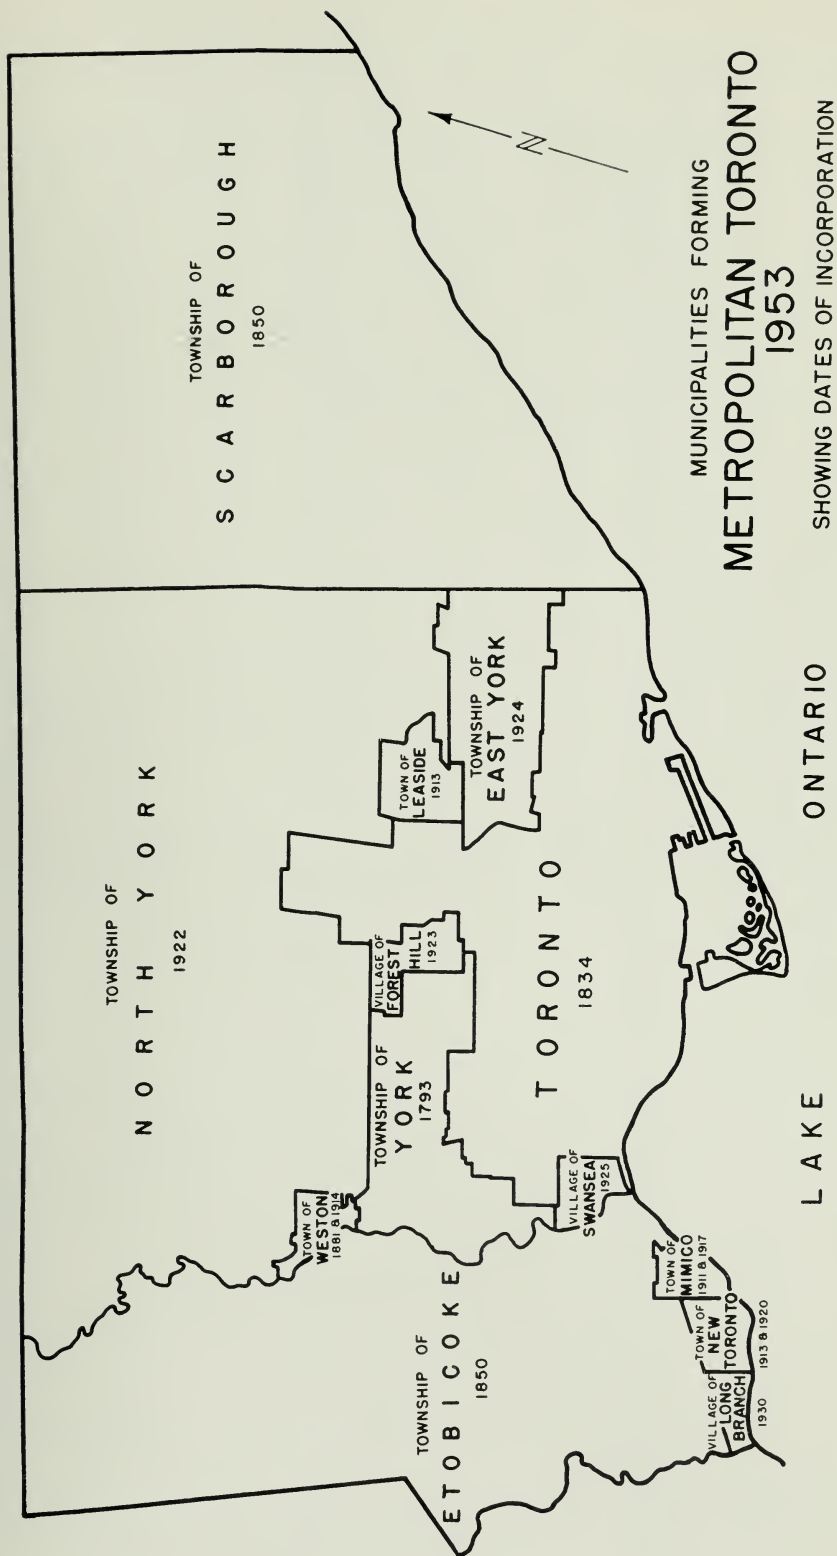 TOWNSHIP OF
SCARBOROUGH
1850
TOWNSHIP OF
NORTH YORK
1922
TOWN OF
LEASIDE
1913
TOWNSHIP OF
EAST YORK
1924
VILLAGE OF
FOREST
HILL
1923
TOWNSHIP OF
YORK
1793
TORONTO
1834
TOWN OF
WESTON
1881 & 1914
VILLAGE OF
SWANSEA
1925
TOWNSHIP OF
ETOBICOKE
1850
TOWN OF
MIMICO
1911 & 1917
TOWN OF
NEW
TORONTO
1913 & 1920
VILLAGE OF
LONG
BRANCH
1930
LAKE ONTARIO
N
MUNICIPALITIES FORMING
METROPOLITAN TORONTO
1953
SHOWING DATES OF INCORPORATION